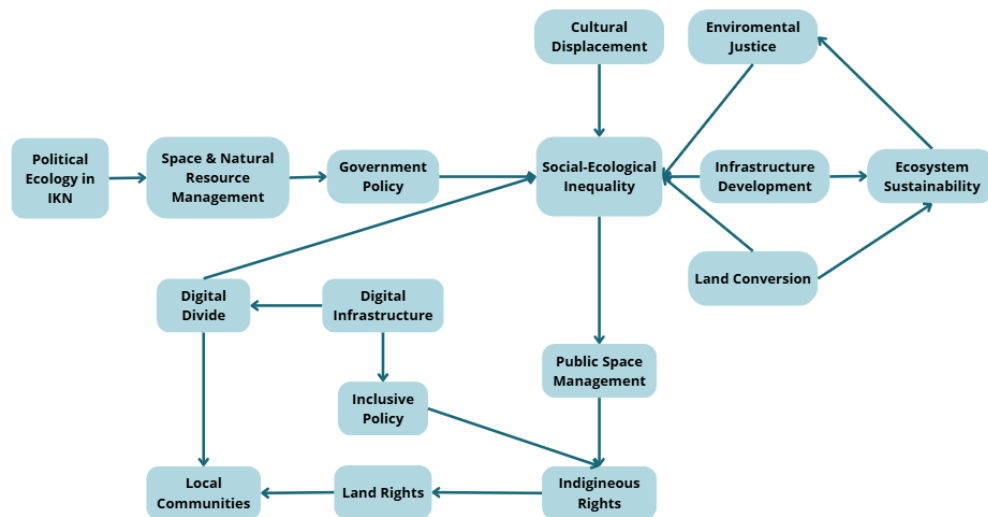 Cultural
Displacement
Enviromental
Justice
Political
Ecology in
IKN
Space & Natural
Resource
Management
Government
Policy
Social-Ecological
Inequality
Infrastructure
Development
Ecosystem
Sustainability
Land Conversion
Digital
Divide
Digital
Infrastructure
Public Space
Management
Inclusive
Policy
Local
Communities
Land Rights
Indigineous
Rights